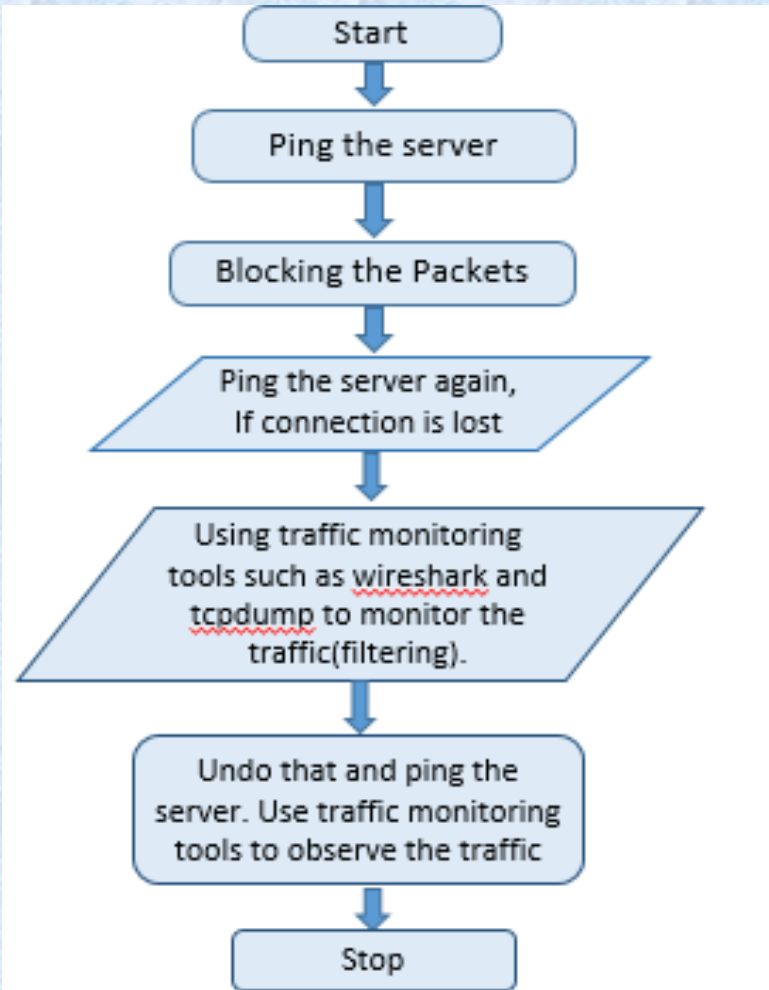 Start
Ping the server
Blocking the Packets
Ping the server again,
If connection is lost
Using traffic monitoring
tools such as wireshark and
tcpdump to monitor the
traffic(filtering).
Undo that and ping the
server. Use traffic monitoring
tools to observe the traffic
Stop